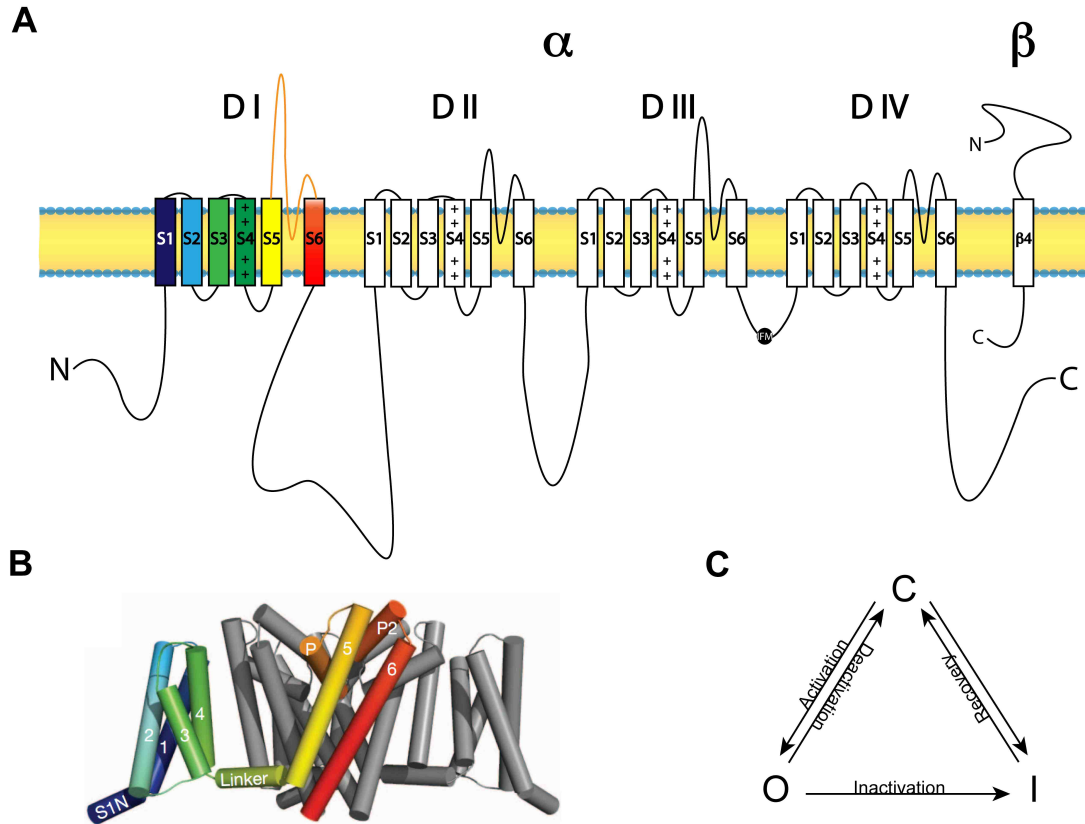 A
α
β
D I
D II
D III
D IV
N
S1 S2 S3 S4 S5 S6
+ + + +
S1 S2 S3 S4 S5 S6
+ + + +
S1 S2 S3 S4 S5 S6
+ + + +
S1 S2 S3 S4 S5 S6
+ + + +
β4
IFM
C
N
C
B
P P2
5
6
4
2
3
1
Linker
S1N
C
C
Activation
Deactivation
Recovery
O
Inactivation
I